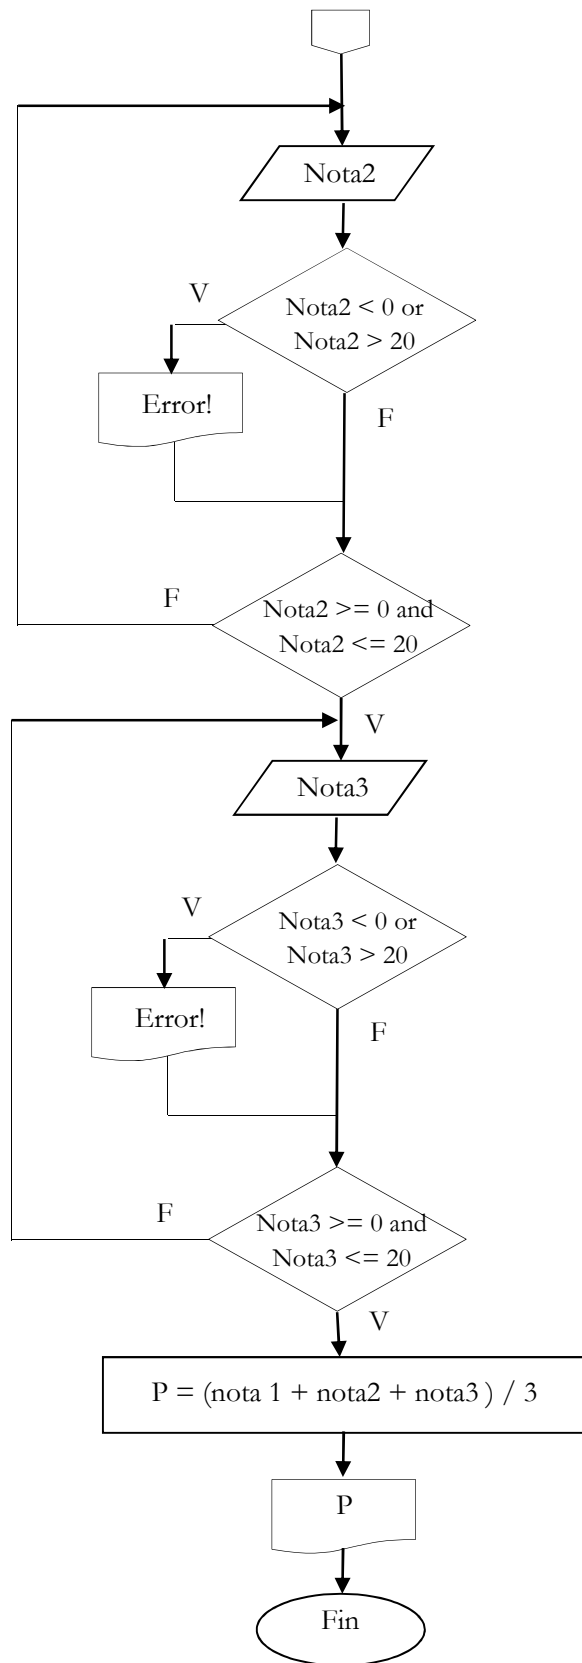 Nota2
V
Nota2 < 0 or
Nota2 > 20
Error!
F
F
Nota2 >= 0 and
Nota2 <= 20
V
Nota3
V
Nota3 < 0 or
Nota3 > 20
Error!
F
F
Nota3 >= 0 and
Nota3 <= 20
V
P = (nota 1 + nota2 + nota3 ) / 3
P
Fin